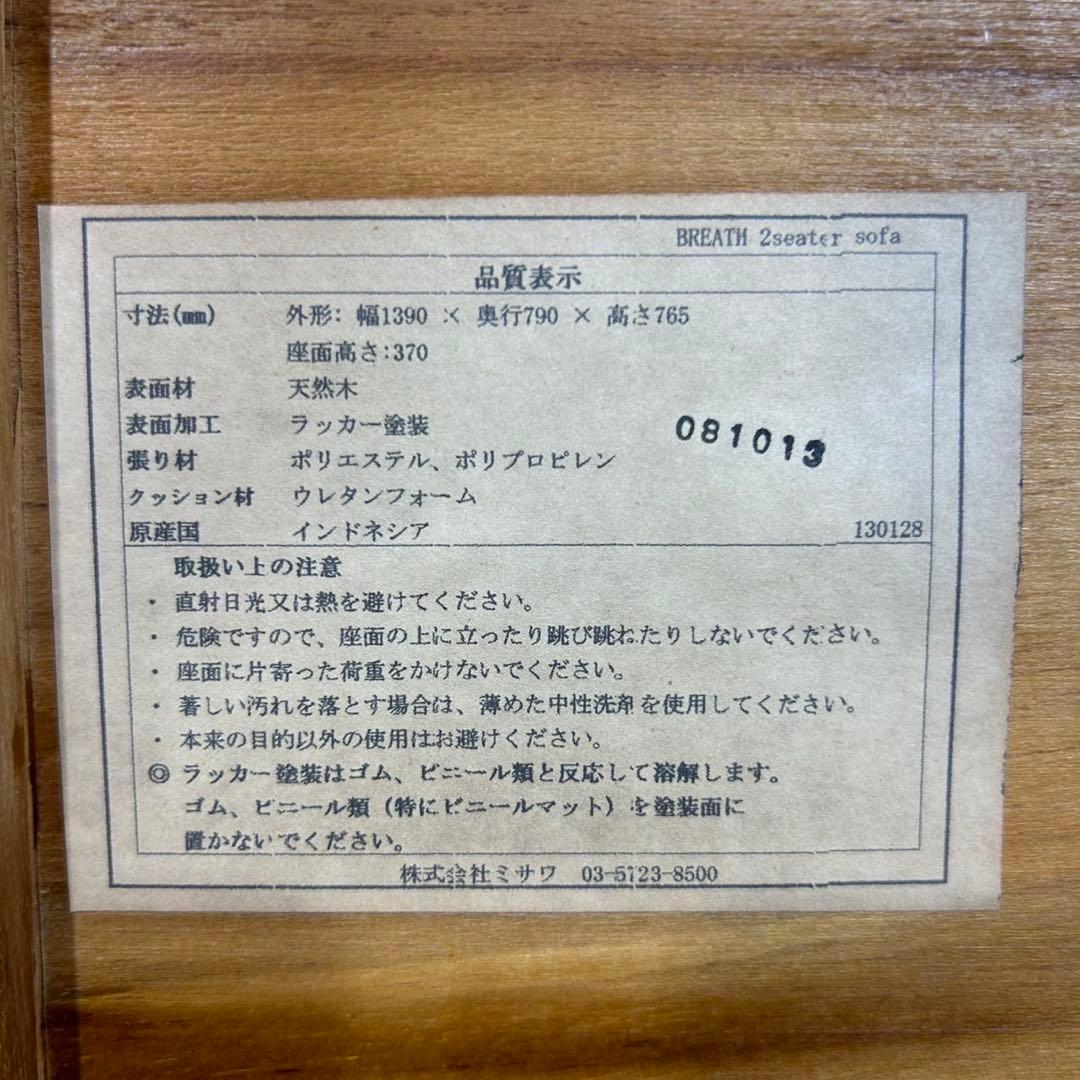 BREATH 2seater sofa
品質表示
寸法(mm) 外形: 幅1390 × 奥行790 × 高さ765
座面高さ:370
表面材 天然木
表面加工 ラッカー塗装
081013
張り材 ポリエステル、ポリプロピレン
クッション材 ウレタンフォーム
原産国 インドネシア 130128
取扱い上の注意
・ 直射日光又は熱を避けてください。
・ 危険ですので、座面の上に立ったり跳び跳ねたりしないでください。
・ 座面に片寄った荷重をかけないでください。
・ 著しい汚れを落とす場合は、薄めた中性洗剤を使用してください。
・ 本来の目的以外の使用はお避けください。
◎ ラッカー塗装はゴム、ビニール類と反応して溶解します。
ゴム、ビニール類（特にビニールマット）を塗装面に
置かないでください。
株式会社ミサワ 03-5723-8500